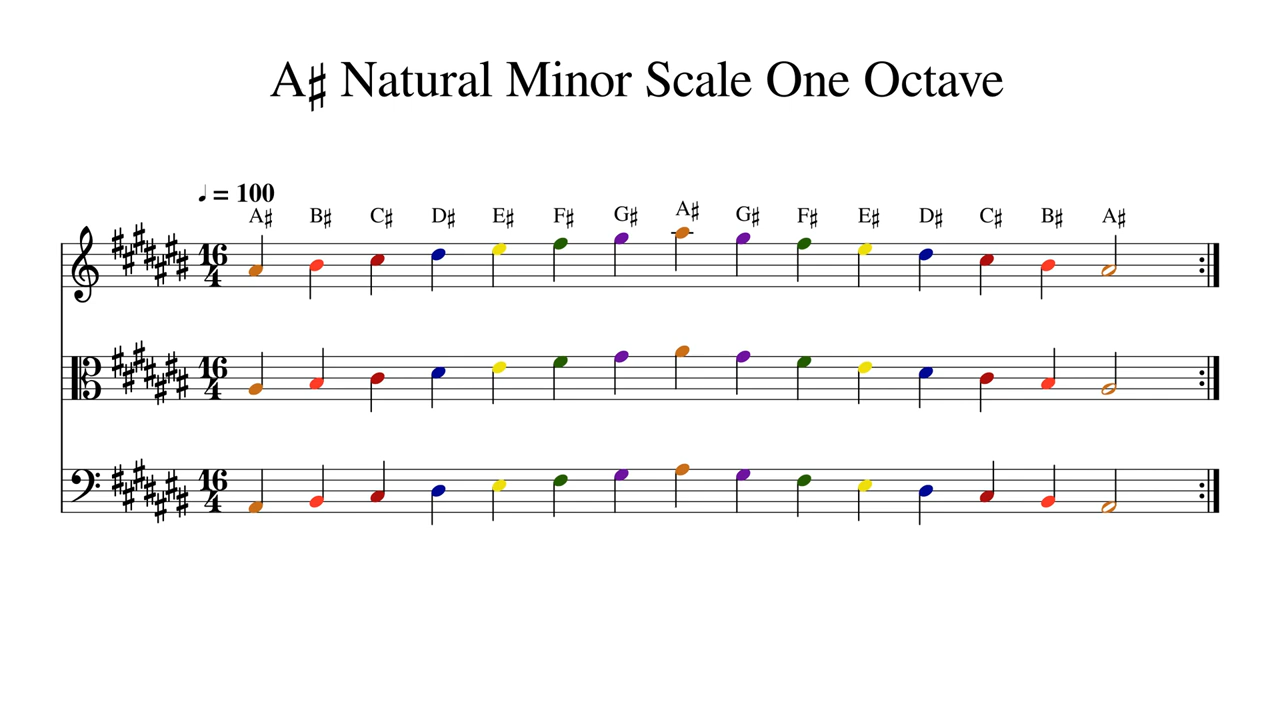 A♯ Natural Minor Scale One Octave
♩ = 100
A♯ B♯ C♯ D♯ E♯ F♯ G♯ A♯ G♯ F♯ E♯ D♯ C♯ B♯ A♯
16
4
16
4
16
4